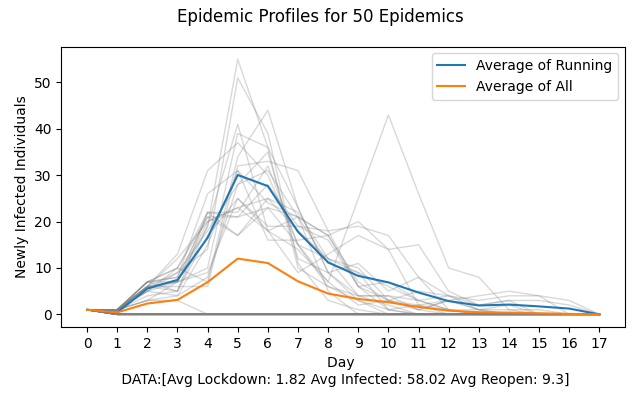 Epidemic Profiles for 50 Epidemics
Average of Running
Average of All
Newly Infected Individuals
50
40
30
20
10
0
0 1 2 3 4 5 6 7 8 9 10 11 12 13 14 15 16 17
Day
DATA:[Avg Lockdown: 1.82 Avg Infected: 58.02 Avg Reopen: 9.3]